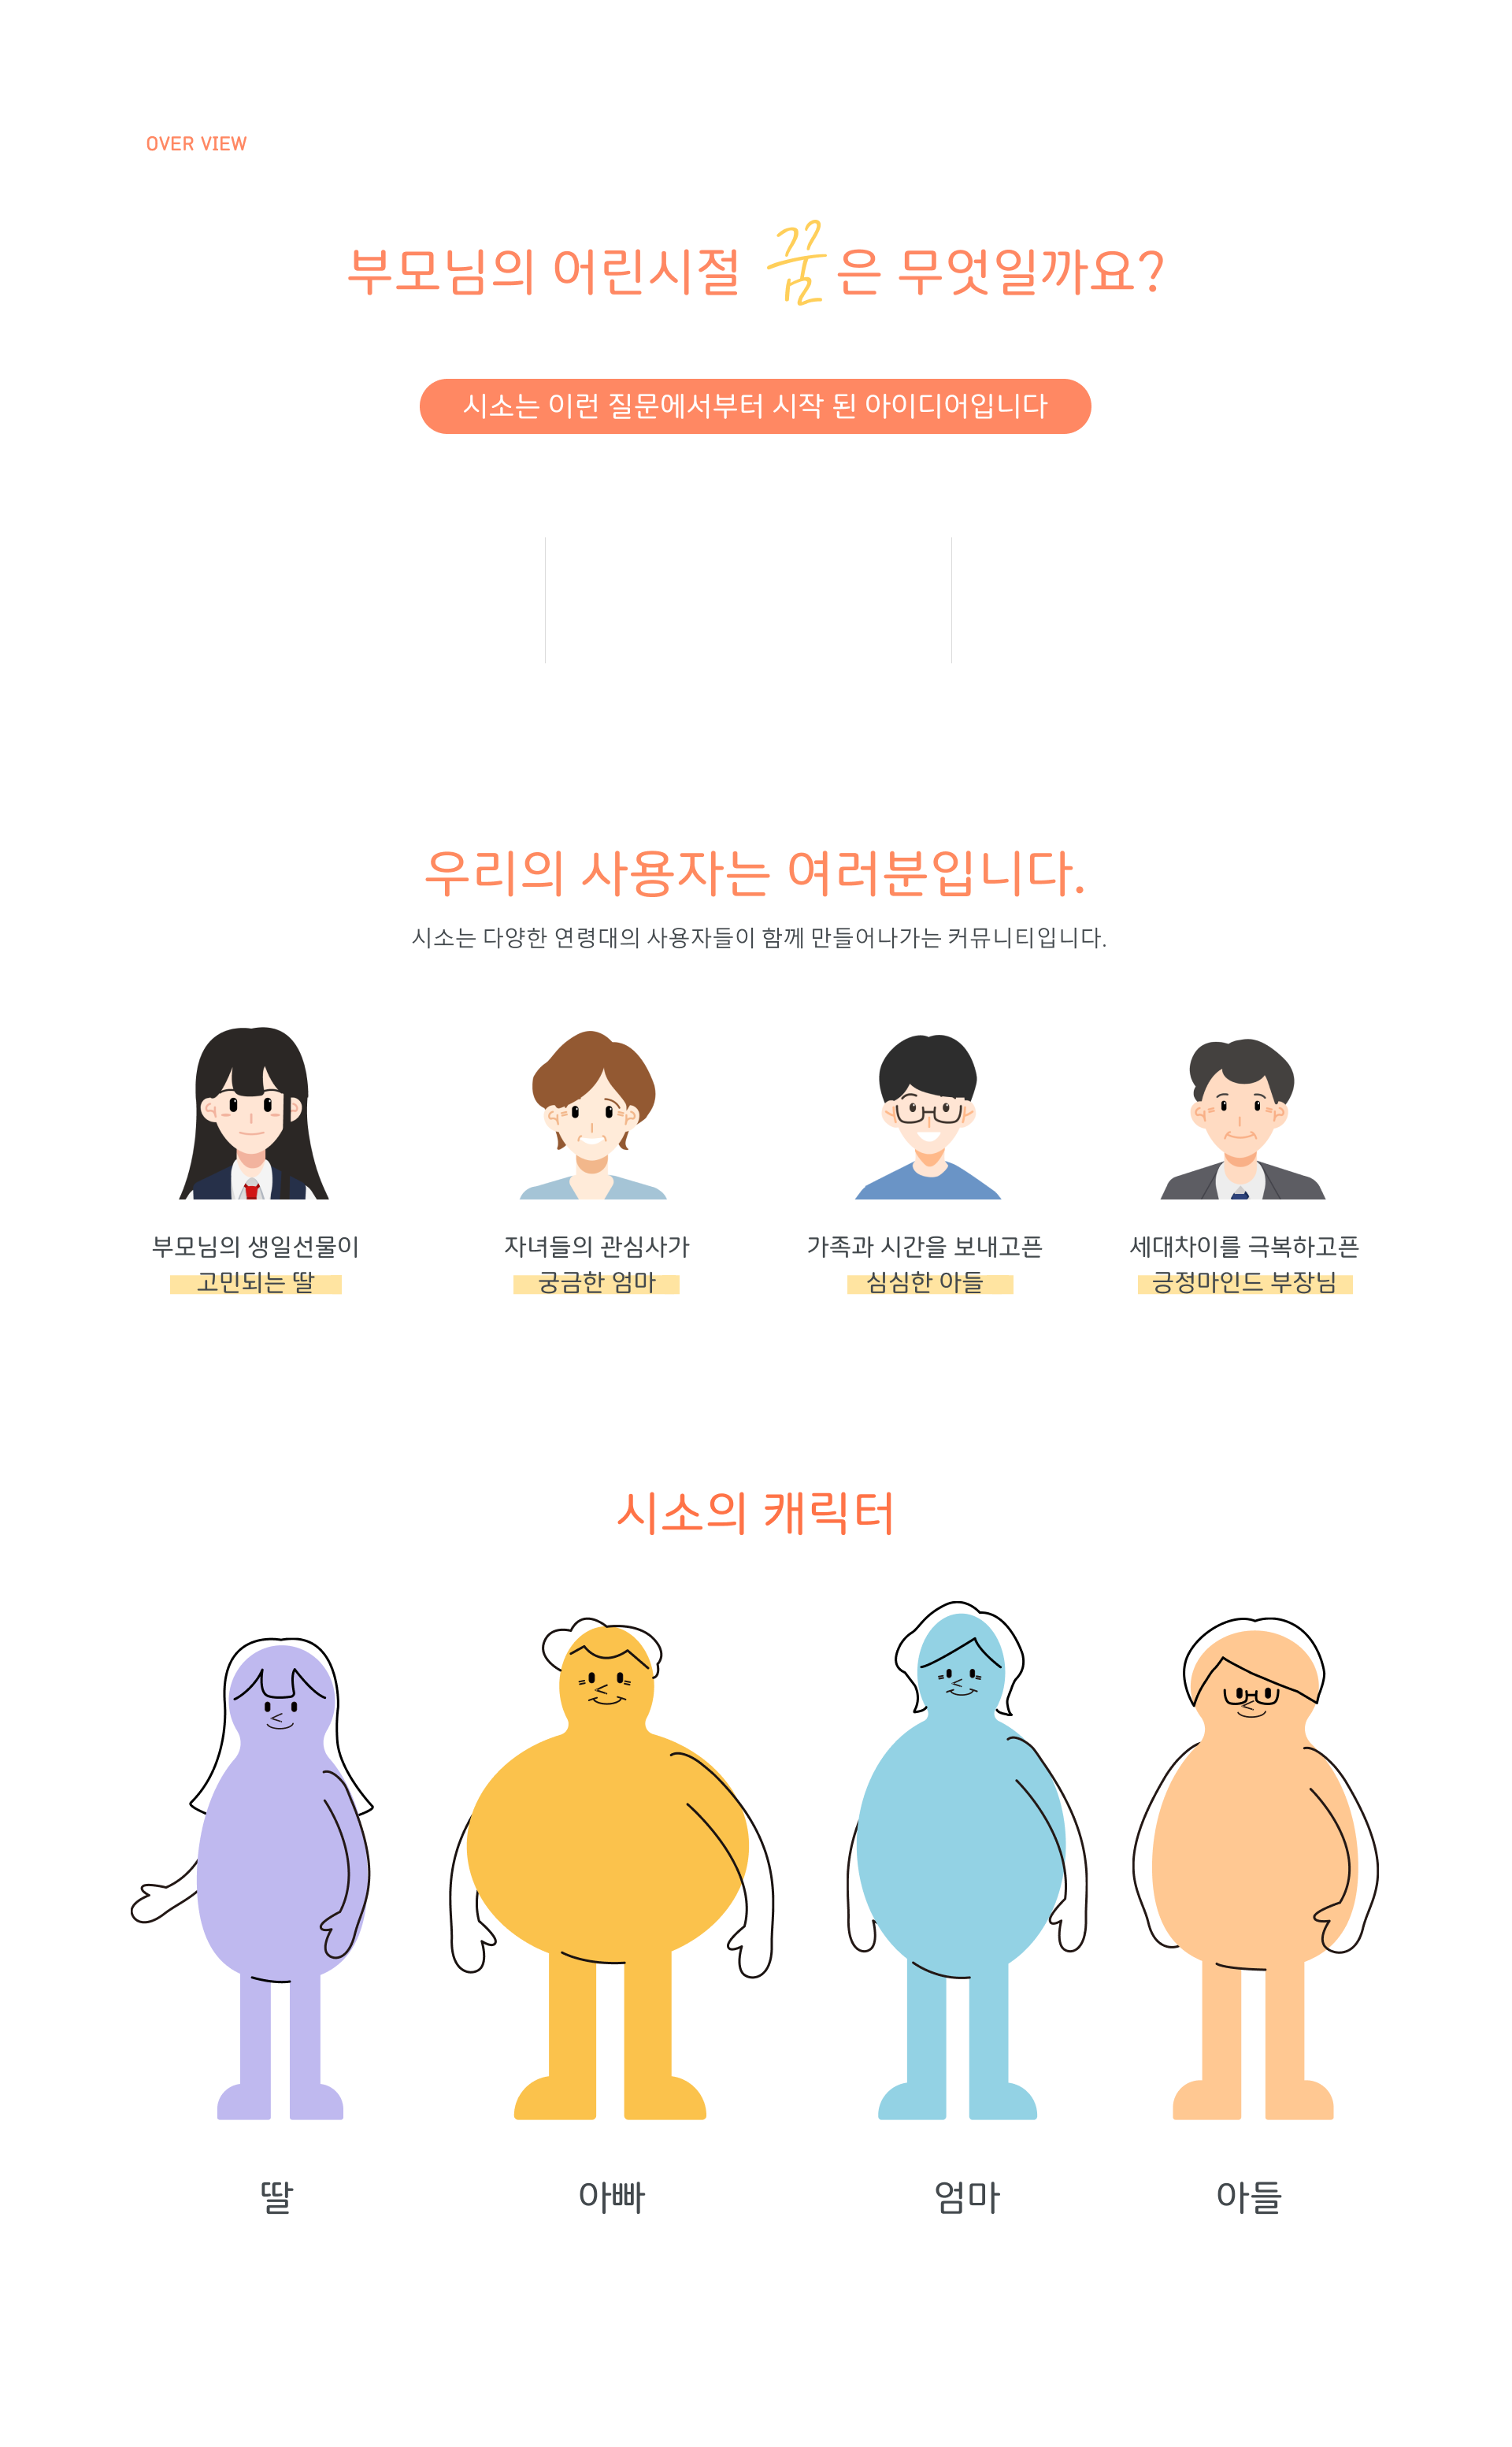 OVER VIEW
부모님의 어린시절 꿈은 무엇일까요?
시소는 이런 질문에서부터 시작 된 아이디어입니다
우리의 사용자는 여러분입니다.
시소는 다양한 연령대의 사용자들이 함께 만들어나가는 커뮤니티입니다.
부모님의 생일선물이
고민되는 딸
자녀들의 관심사가
궁금한 엄마
가족과 시간을 보내고픈
심심한 아들
세대차이를 극복하고픈
긍정마인드 부장님
시소의 캐릭터
딸
아빠
엄마
아들